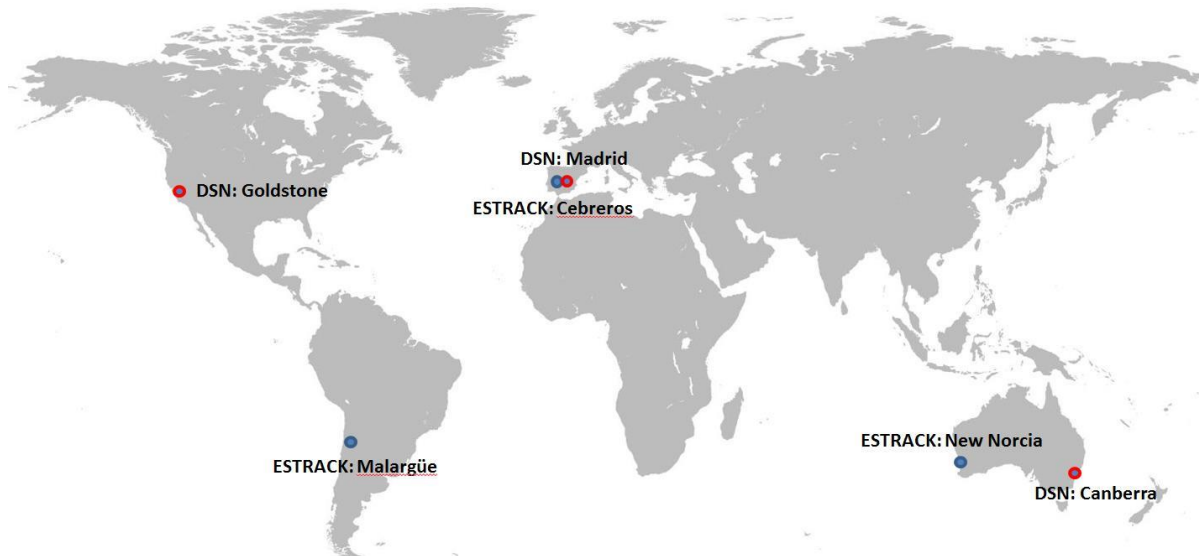 DSN: Madrid
DSN: Goldstone
ESTRACK: Cebreros
ESTRACK: New Norcia
ESTRACK: Malargüe
DSN: Canberra